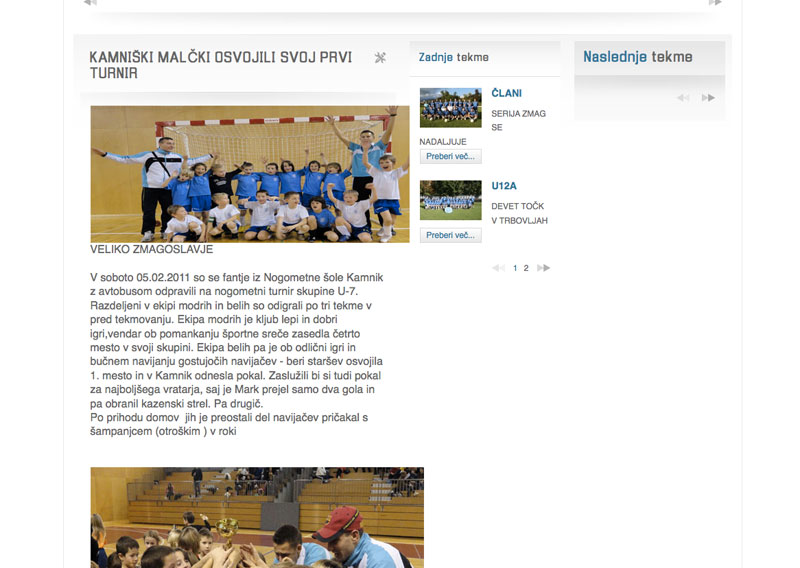 KAMNIŠKI MALČKI OSVOJILI SVOJ PRVI
TURNIR
VELIKO ZMAGOSLAVJE
V soboto 05.02.2011 so se fantje iz Nogometne šole Kamnik
z avtobusom odpravili na nogometni turnir skupine U-7.
Razdeljeni v ekipi modrih in belih so odigrali po tri tekme v
pred tekmovanju. Ekipa modrih je kljub lepi in dobri
igri,vendar ob pomankanju športne sreče zasedla četrto
mesto v svoji skupini. Ekipa belih pa je ob odlični igri in
bučnem navijanju gostujočih navijačev - beri staršev osvojila
1. mesto in v Kamnik odnesla pokal. Zaslužili bi si tudi pokal
za najboljšega vratarja, saj je Mark prejel samo dva gola in
pa obranil kazenski strel. Pa drugič.
Po prihodu domov  jih je preostali del navijačev pričakal s
šampanjcem (otroškim ) v roki
Zadnje tekme
ČLANI
SERIJA ZMAG
SE
NADALJUJE
Preberi več...
U12A
DEVET TOČK
V TRBOVLJAH
Preberi več...
1 2
Naslednje tekme